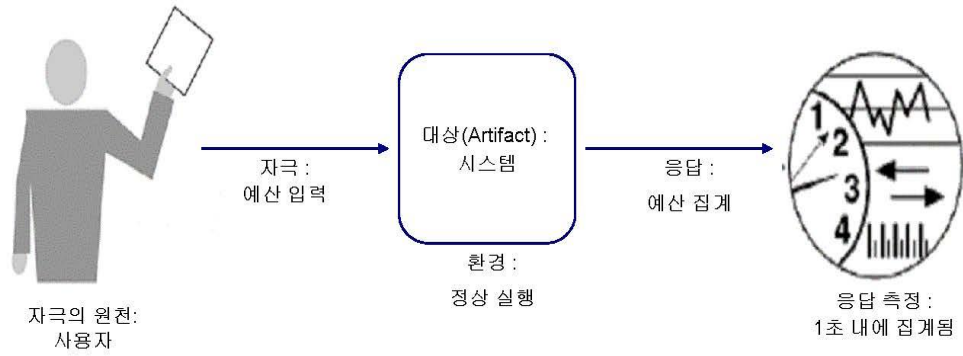 대상(Artifact) :
시스템
자극 :
예산 입력
응답 :
예산 집계
환경 :
정상 실행
자극의 원천:
사용자
응답 측정 :
1초 내에 집계됨
1
2
3
4